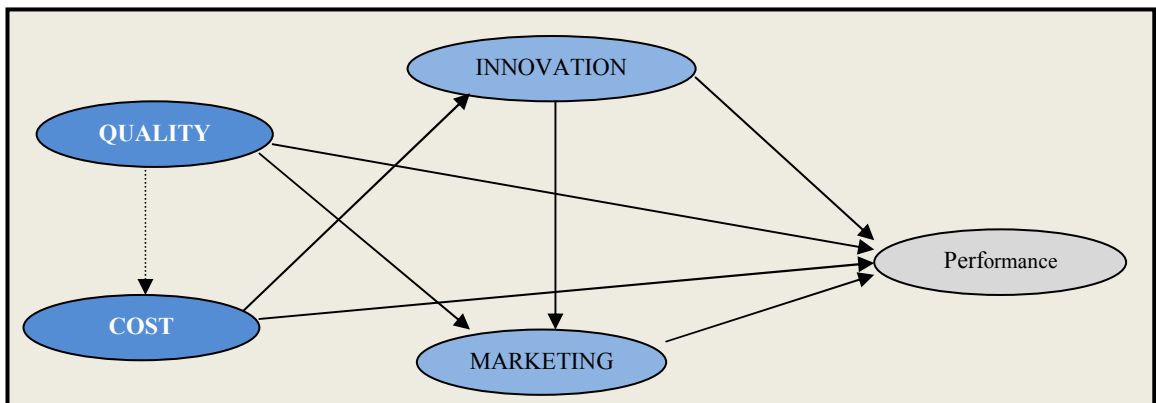 INNOVATION
QUALITY
Performance
COST
MARKETING